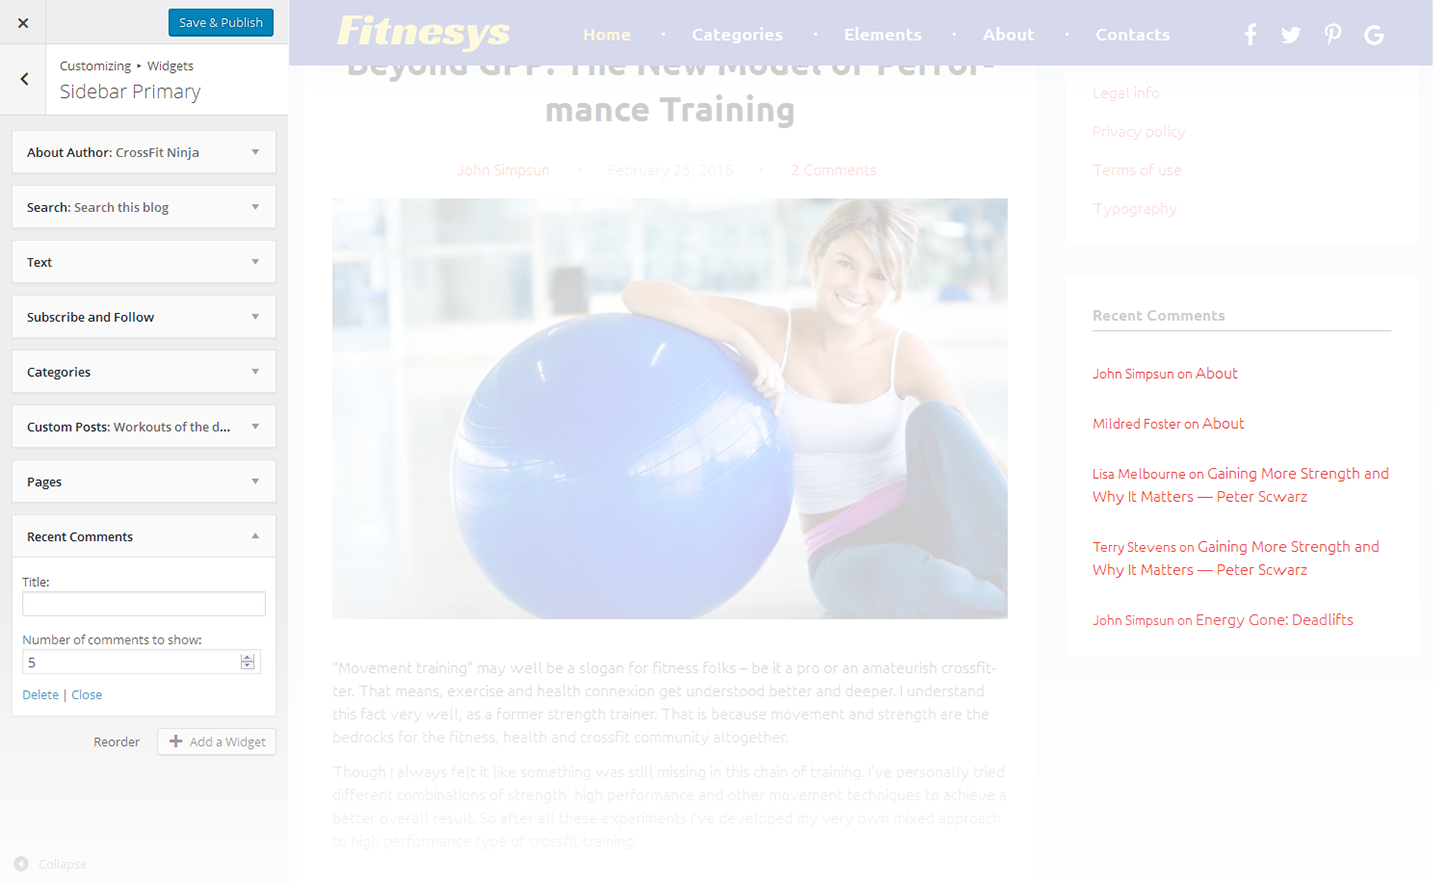 Save & Publish
Customizing ▸ Widgets
Sidebar Primary
About Author: CrossFit Ninja
Search: Search this blog
Text
Subscribe and Follow
Categories
Custom Posts: Workouts of the d...
Pages
Recent Comments
Title:
Number of comments to show:
5
Delete | Close
Reorder
Add a Widget
Collapse
Fitnesys
Home · Categories · Elements · About · Contacts
Beyond GPP: The New Model of Perfor-
mance Training
John Simpsun · February 25, 2016 · 2 Comments
"Movement training" may well be a slogan for fitness folks – be it a pro or an amateurish crossfit-
ter. That means, exercise and health connexion get understood better and deeper. I understand
this fact very well, as a former strength trainer. That is because movement and strength are the
bedrocks for the fitness, health and crossfit community altogether.
Though I always felt it like something was still missing in this chain of training. I've personally tried
different combinations of strength, high performance and other movement techniques to achieve a
better overall result. So after all these experiments I've developed my very own mixed approach
to high performance type of crossfit training.
Legal info
Privacy policy
Terms of use
Typography
Recent Comments
John Simpsun on About
Mildred Foster on About
Lisa Melbourne on Gaining More Strength and
Why It Matters — Peter Scwarz
Terry Stevens on Gaining More Strength and
Why It Matters — Peter Scwarz
John Simpsun on Energy Gone: Deadlifts